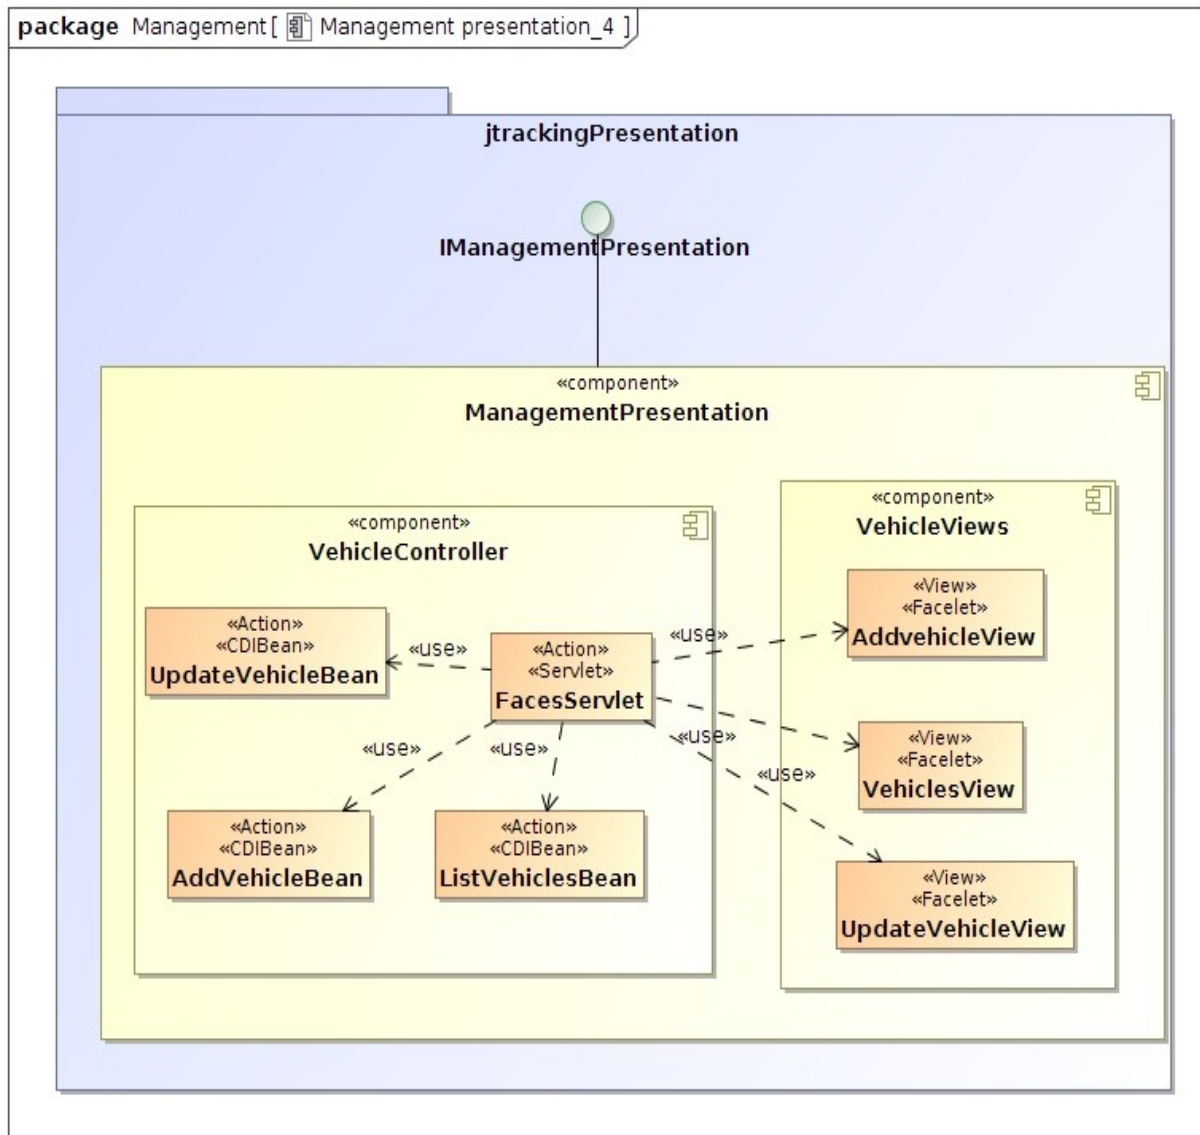 package Management[ Management presentation_4 ]
jtrackingPresentation
IManagementPresentation
«component»
ManagementPresentation
«component»
VehicleController
«Action»
«CDIBean»
UpdateVehicleBean
«use»
«Action»
«Servlet»
FacesServlet
«use»
«use»
«Action»
«CDIBean»
AddVehicleBean
«Action»
«CDIBean»
ListVehiclesBean
«component»
VehicleViews
«use»
«View»
«Facelet»
AddvehicleView
«use»
«View»
«Facelet»
VehiclesView
«use»
«View»
«Facelet»
UpdateVehicleView